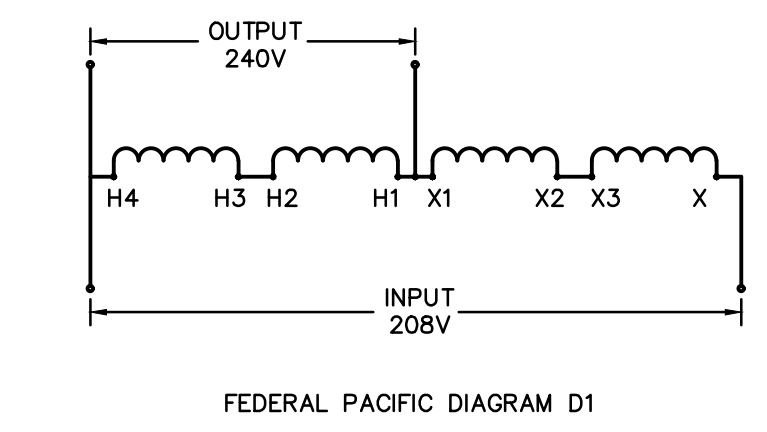 OUTPUT
240V
H4 H3 H2 H1 X1 X2 X3 X
INPUT
208V
FEDERAL PACIFIC DIAGRAM D1